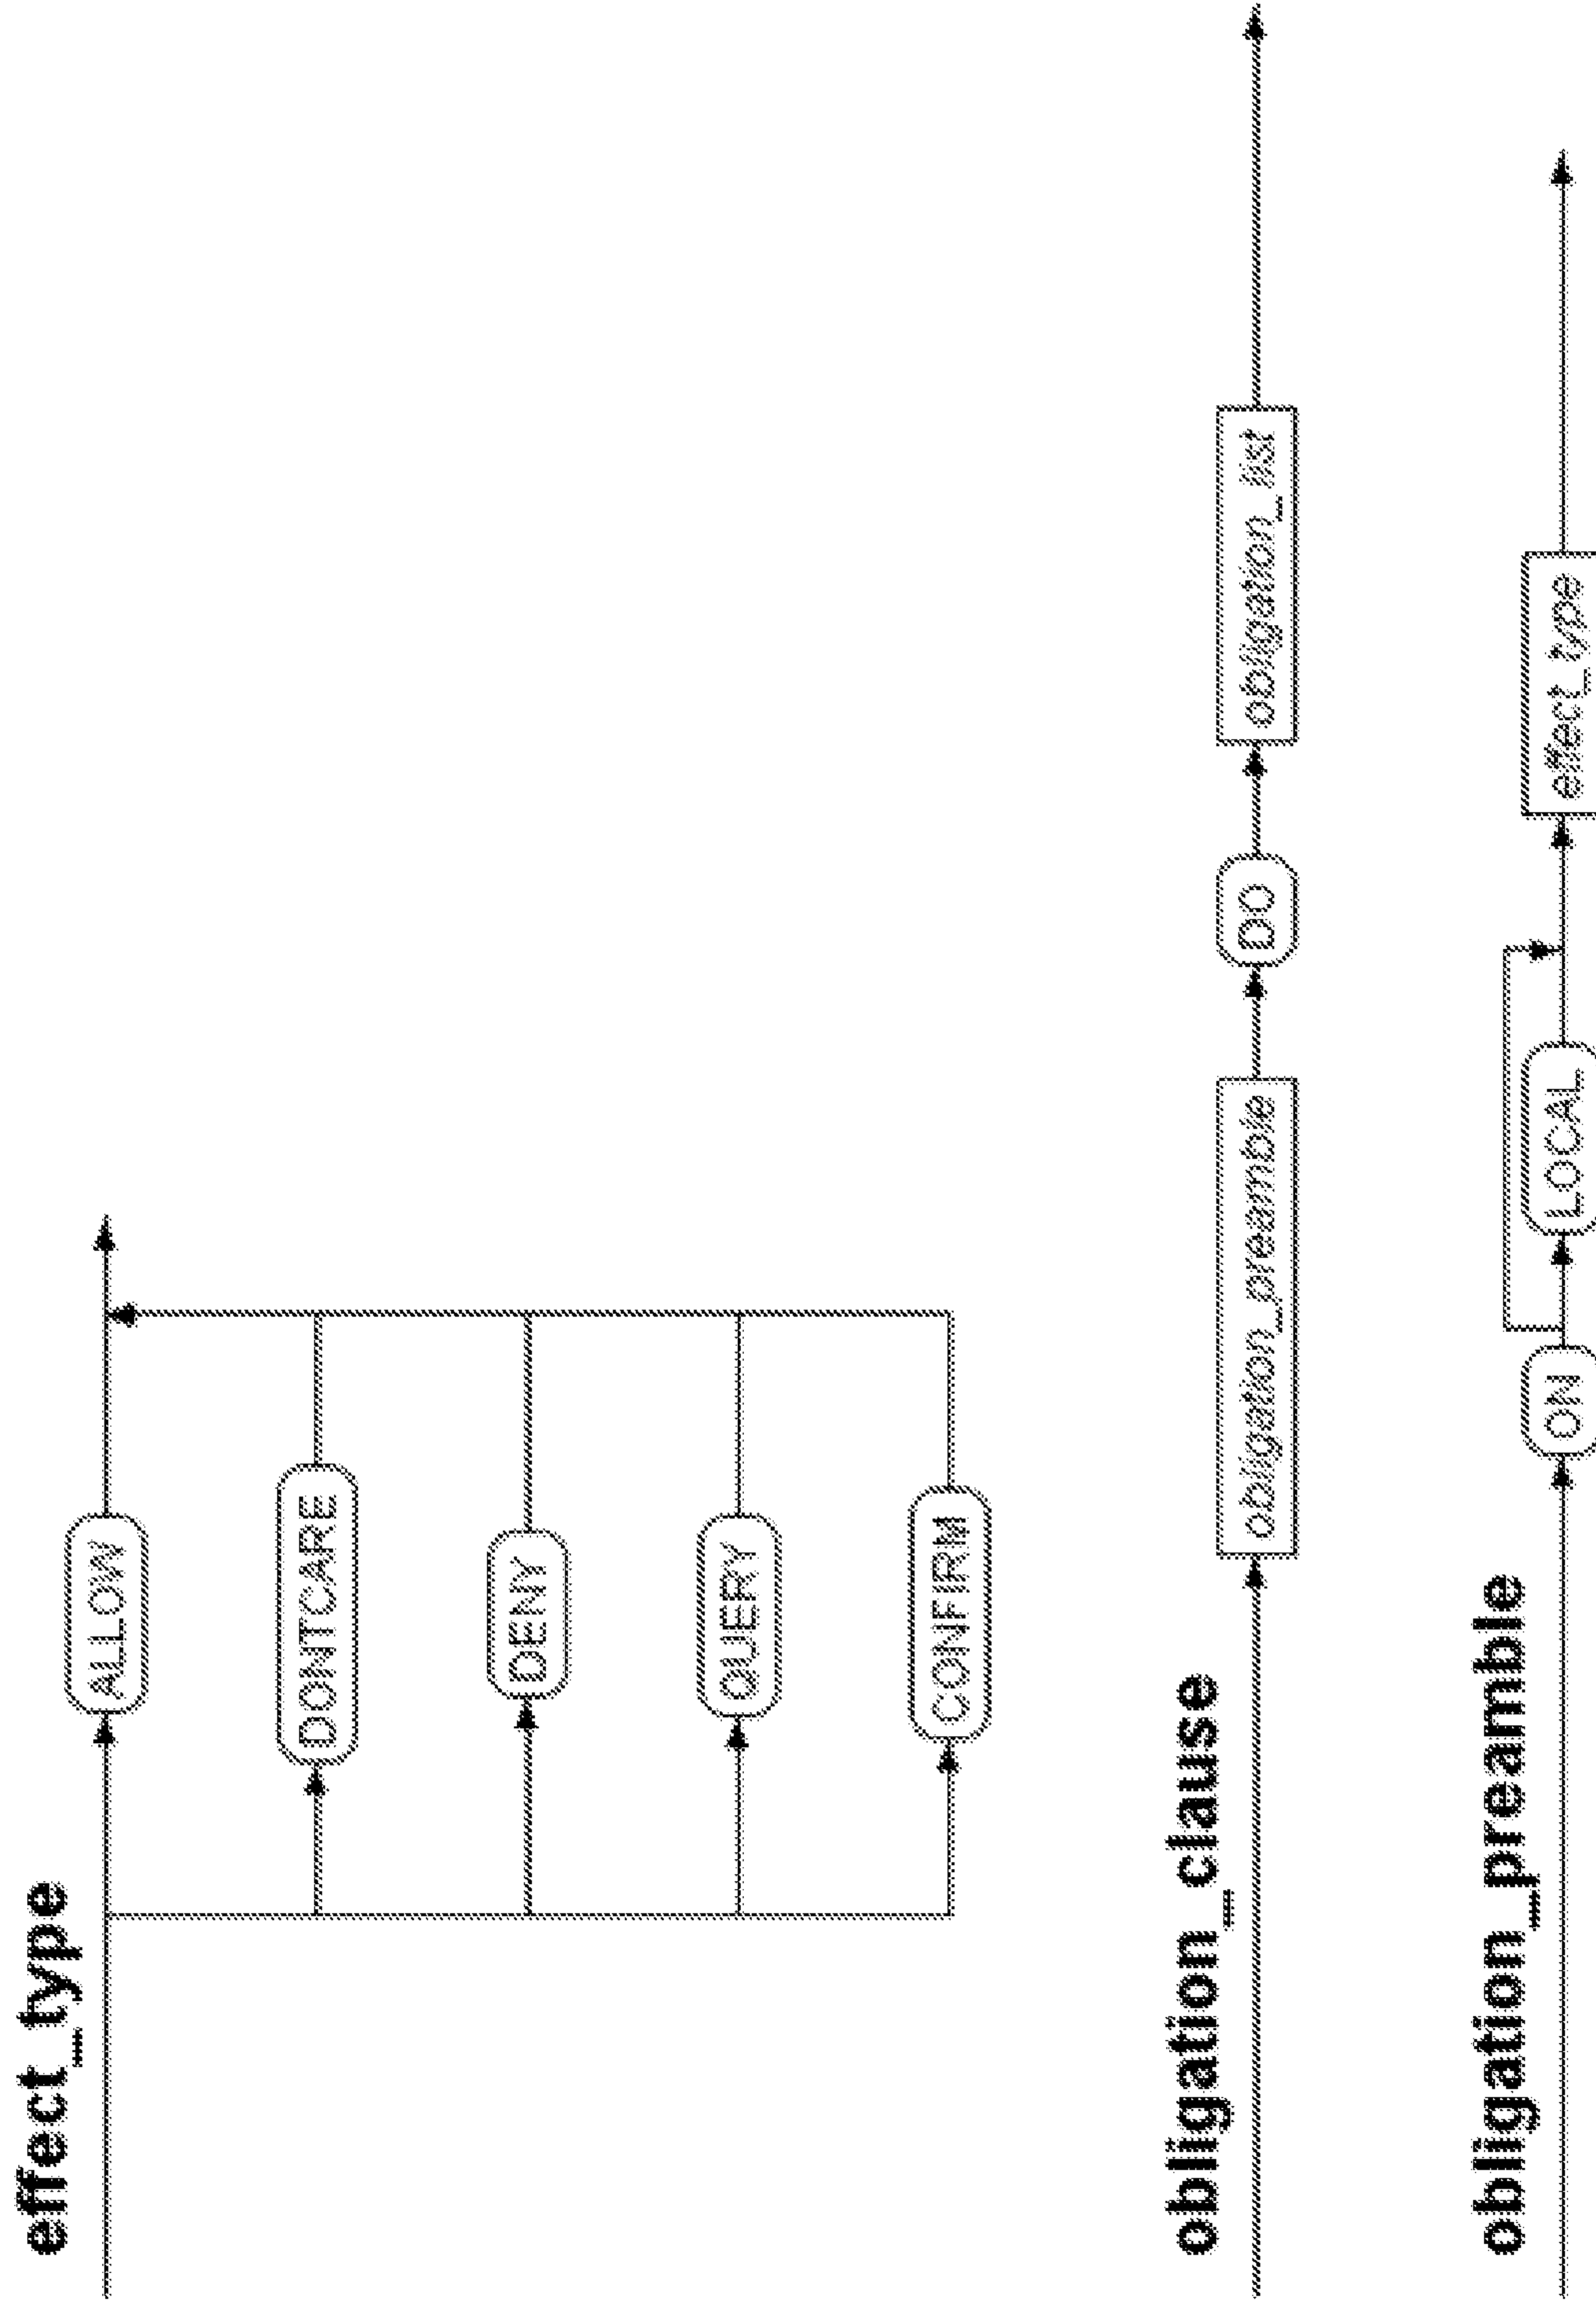 effect_type
ALLOW
DONTCARE
DENY
QUERY
CONFIRM
obligation_clause
obligation_preamble DO obligation_list
obligation_preamble
ON LOCAL effect_type